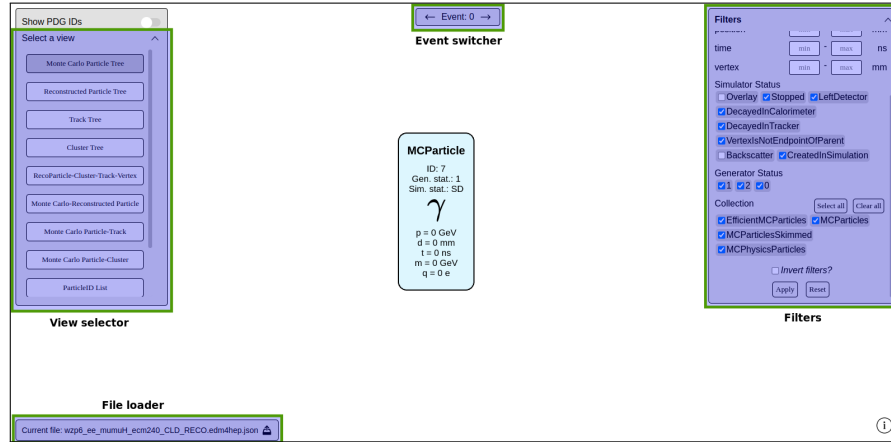 Show PDG IDs
Select a view
Monte Carlo Particle Tree
Reconstructed Particle Tree
Track Tree
Cluster Tree
RecoParticle-Cluster-Track-Vertex
Monte Carlo-Reconstructed Particle
Monte Carlo Particle-Track
Monte Carlo Particle-Cluster
ParticleID List
View selector
← Event: 0 →
Event switcher
MCParticle
ID: 7
Gen. stat.: 1
Sim. stat.: SD
γ
p = 0 GeV
d = 0 mm
t = 0 ns
m = 0 GeV
q = 0 e
Filters
position min - max mm
time min - max ns
vertex min - max mm
Simulator Status
Overlay Stopped LeftDetector
DecayedInCalorimeter
DecayedInTracker
VertexIsNotEndpointOfParent
Backscatter CreatedInSimulation
Generator Status
1 2 0
Collection Select all Clear all
EfficientMCParticles MCParticles
MCParticlesSkimmed
MCPhysicsParticles
Invert filters?
Apply Reset
Filters
File loader
Current file: wzp6_ee_mumuH_ecm240_CLD_RECO.edm4hep.json
i